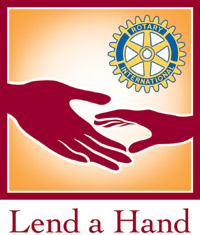 ROTARY
INTERNATIONAL
Lend a Hand